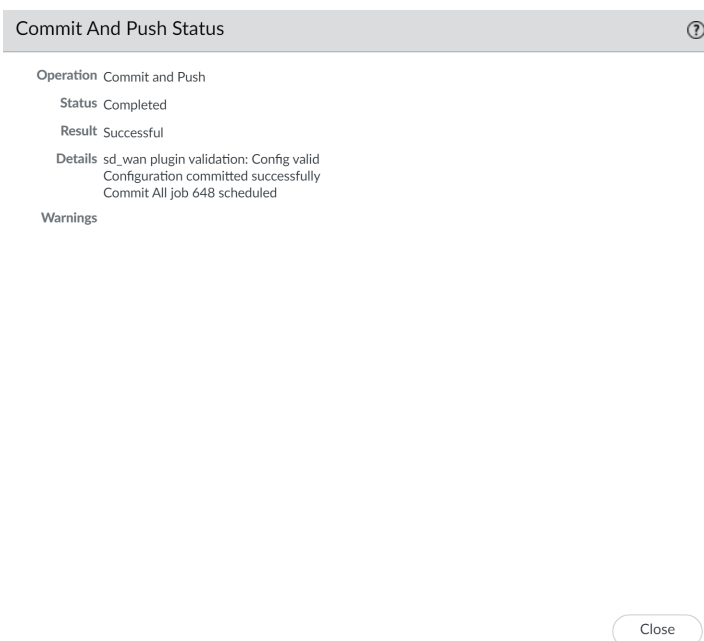 Commit And Push Status
?
Operation Commit and Push
Status Completed
Result Successful
Details sd_wan plugin validation: Config valid
Configuration committed successfully
Commit All job 648 scheduled
Warnings
Close